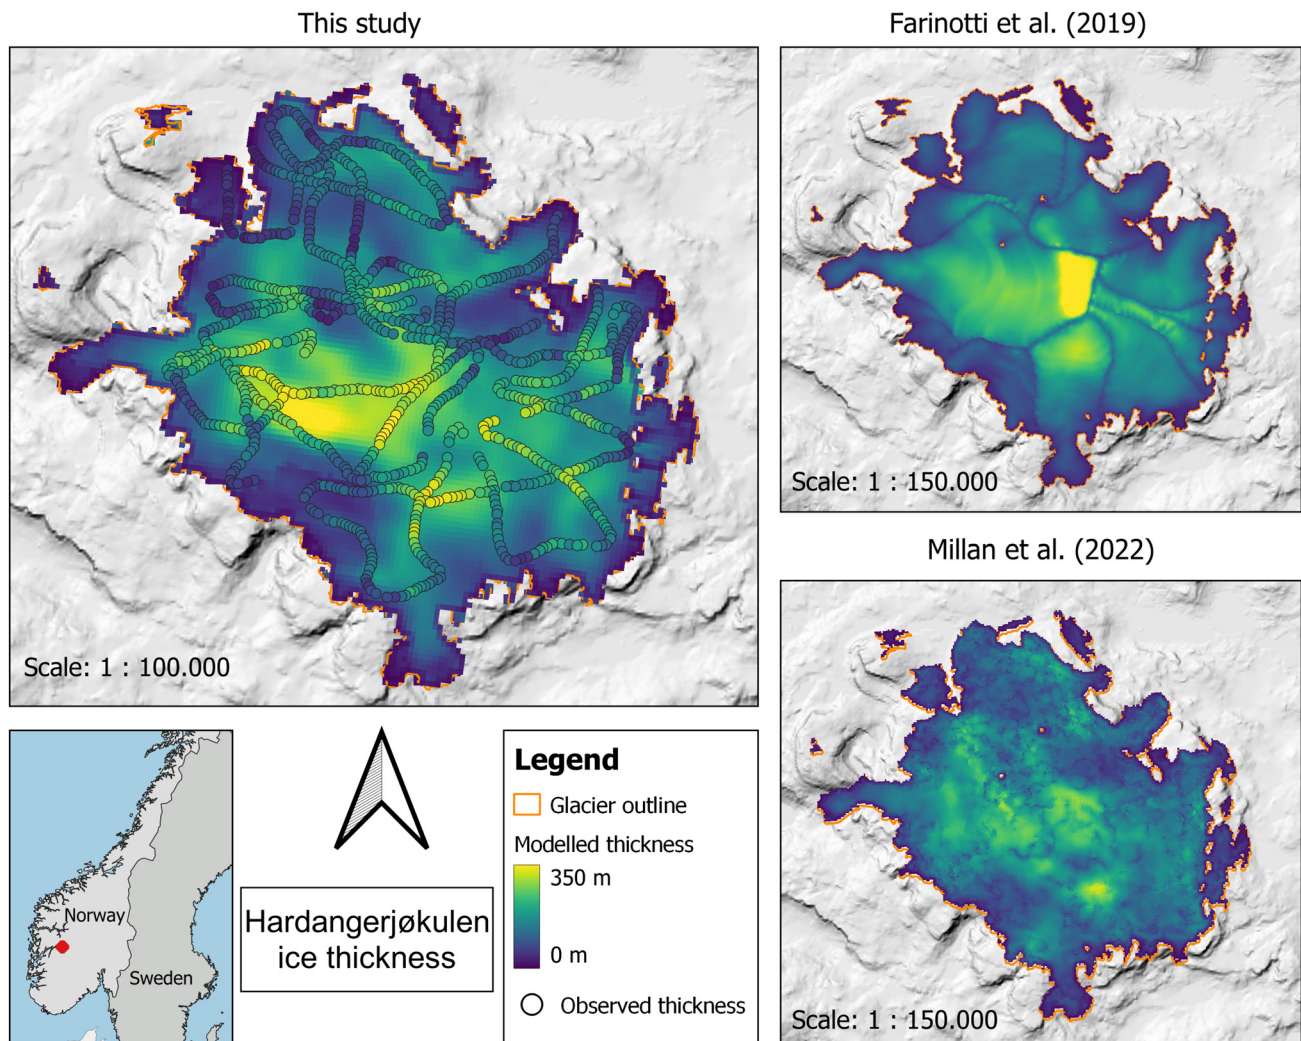 This study
Farinotti et al. (2019)
Scale: 1 : 100.000
Scale: 1 : 150.000
Millan et al. (2022)
Scale: 1 : 150.000
Norway
Sweden
Hardangerjøkulen
ice thickness
Legend
Glacier outline
Modelled thickness
350 m
0 m
Observed thickness